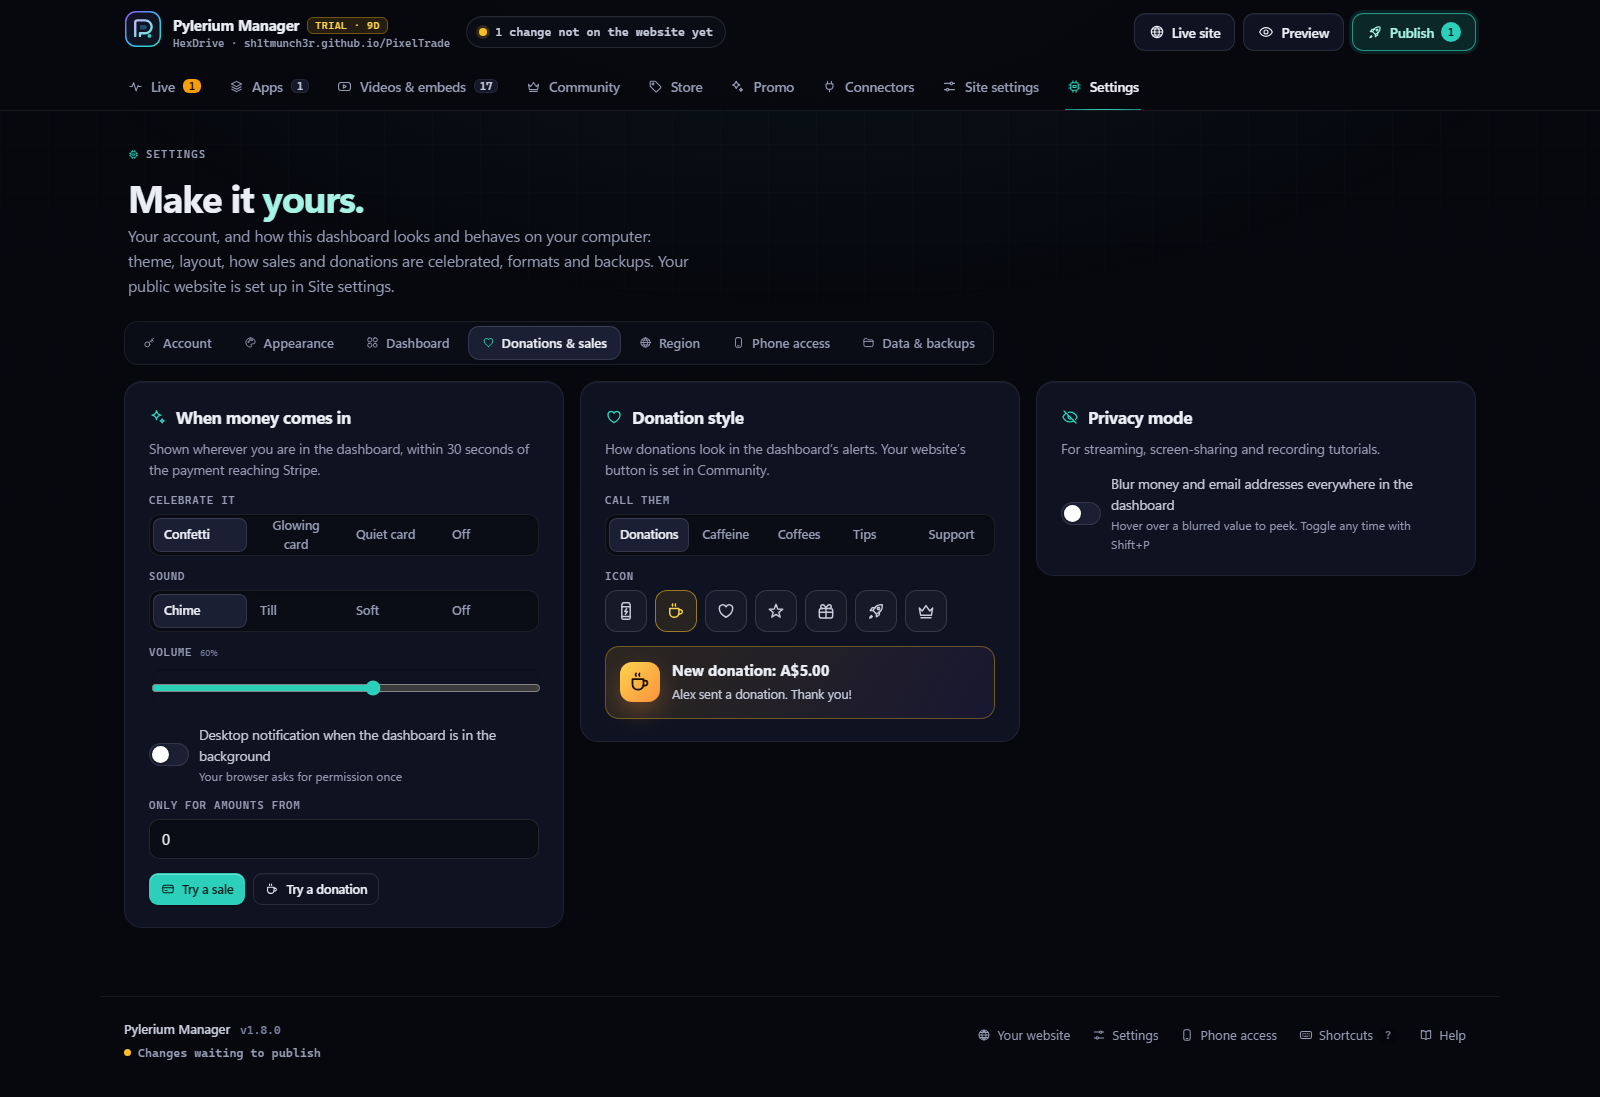 Pylerium Manager TRIAL · 9D
HexDrive · sh1tmunch3r.github.io/PixelTrade
1 change not on the website yet
Live site
Preview
Publish 1
Live 1
Apps 1
Videos & embeds 17
Community
Store
Promo
Connectors
Site settings
Settings
SETTINGS
Make it yours.
Your account, and how this dashboard looks and behaves on your computer:
theme, layout, how sales and donations are celebrated, formats and backups. Your
public website is set up in Site settings.
Account
Appearance
Dashboard
Donations & sales
Region
Phone access
Data & backups
When money comes in
Shown wherever you are in the dashboard, within 30 seconds of
the payment reaching Stripe.
CELEBRATE IT
Confetti
Glowing
card
Quiet card
Off
SOUND
Chime
Till
Soft
Off
VOLUME 60%
Desktop notification when the dashboard is in the
background
Your browser asks for permission once
ONLY FOR AMOUNTS FROM
0
Try a sale
Try a donation
Donation style
How donations look in the dashboard's alerts. Your website's
button is set in Community.
CALL THEM
Donations
Caffeine
Coffees
Tips
Support
ICON
New donation: A$5.00
Alex sent a donation. Thank you!
Privacy mode
For streaming, screen-sharing and recording tutorials.
Blur money and email addresses everywhere in the
dashboard
Hover over a blurred value to peek. Toggle any time with
Shift+P
Pylerium Manager v1.8.0
Changes waiting to publish
Your website
Settings
Phone access
Shortcuts ?
Help